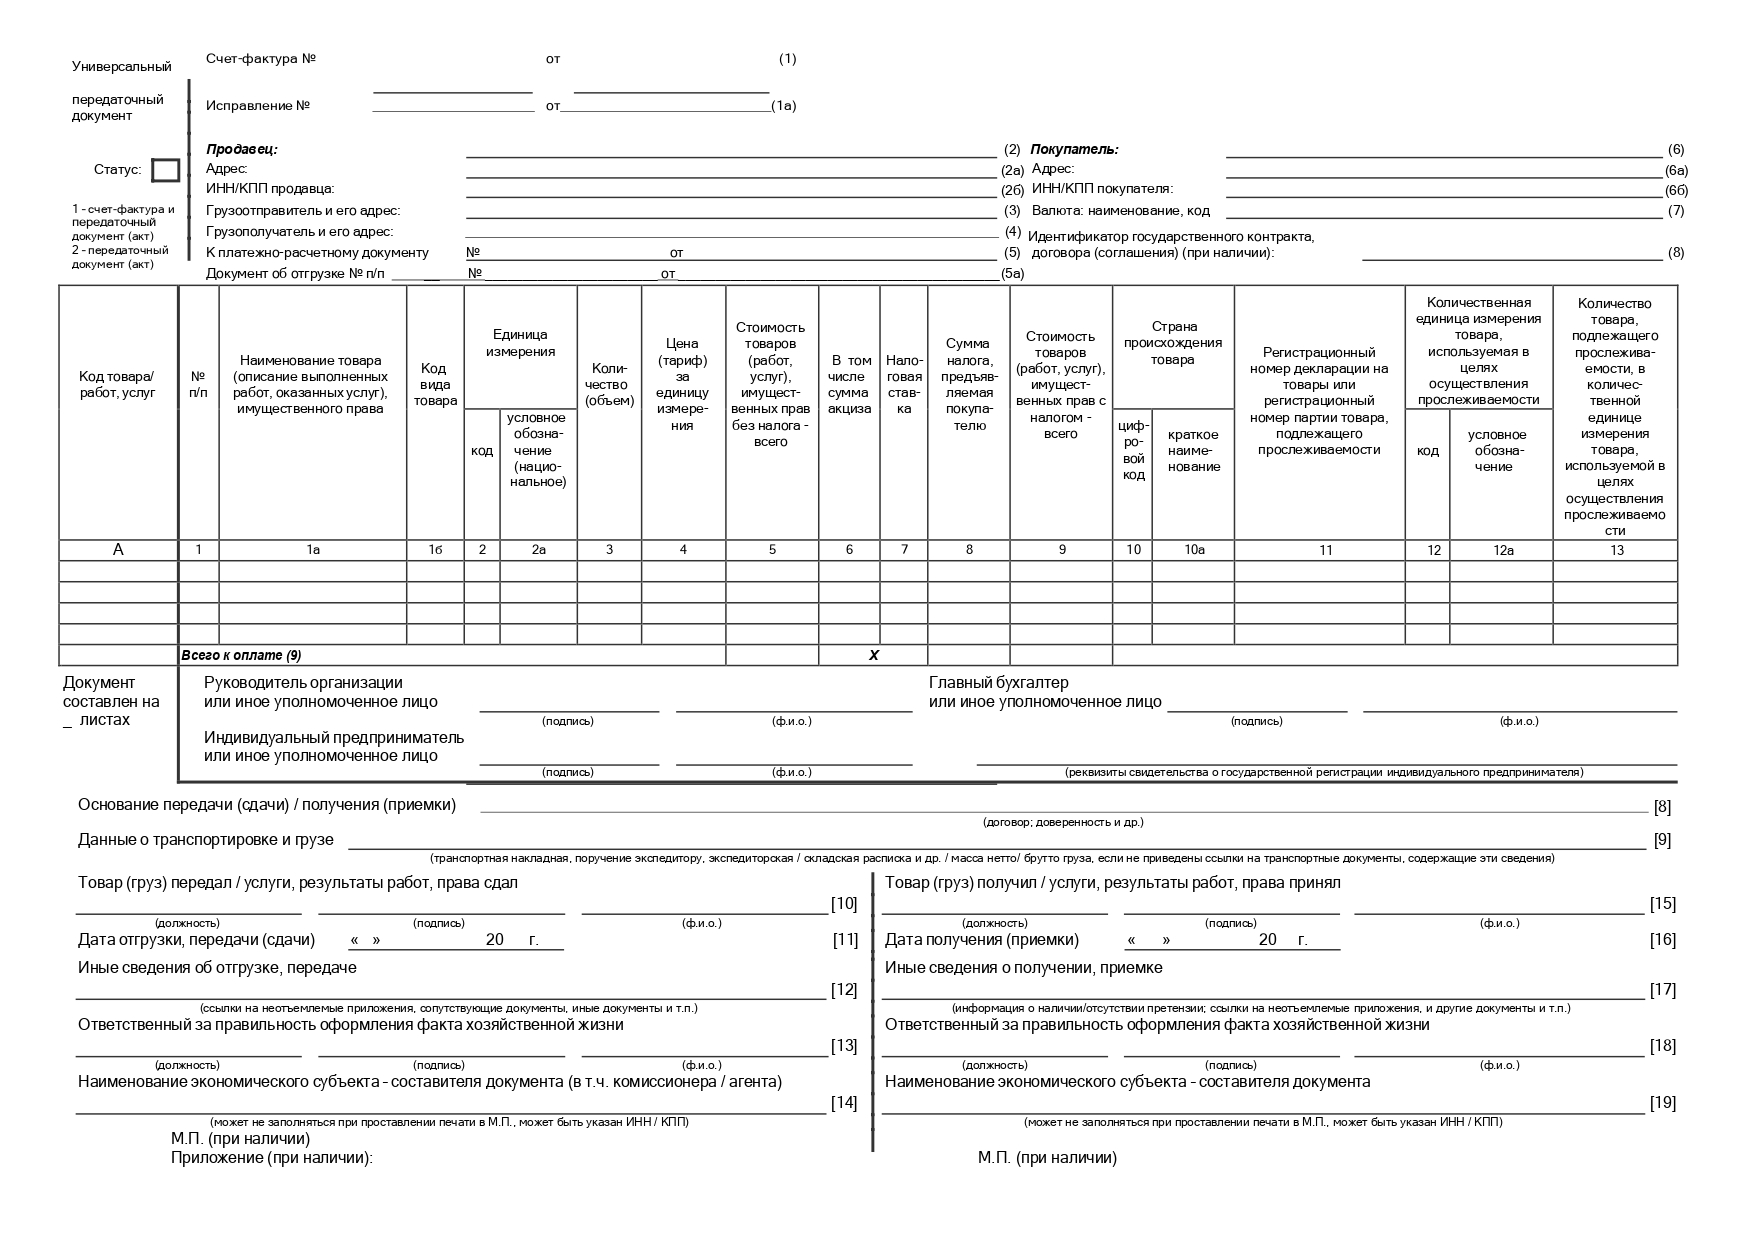 Универсальный
передаточный
документ
Статус:
1 – счет-фактура и
передаточный
документ (акт)
2 – передаточный
документ (акт)
Счет-фактура № от (1)
Исправление № от (1а)
Продавец: (2)
Адрес: (2а)
ИНН/КПП продавца: (2б)
Грузоотправитель и его адрес: (3)
Грузополучатель и его адрес: (4)
К платежно-расчетному документу № от (5)
Документ об отгрузке № п/п № от (5а)
Покупатель: (6)
Адрес: (6а)
ИНН/КПП покупателя: (6б)
Валюта: наименование, код (7)
Идентификатор государственного контракта,
договора (соглашения) (при наличии): (8)
Код товара/
работ, услуг
№
п/п
Наименование товара
(описание выполненных
работ, оказанных услуг),
имущественного права
Код
вида
товара
Единица
измерения
код
условное
обозна-
чение
(нацио-
нальное)
Коли-
чество
(объем)
Цена
(тариф)
за
единицу
измере-
ния
Стоимость
товаров
(работ,
услуг),
имущест-
венных прав
без налога -
всего
В том
числе
сумма
акциза
Нало-
говая
став-
ка
Сумма
налога,
предъяв-
ляемая
покупа-
телю
Стоимость
товаров
(работ, услуг),
имущест-
венных прав с
налогом -
всего
Страна
происхождения
товара
циф-
ро-
вой
код
краткое
наиме-
нование
Регистрационный
номер декларации на
товары или
регистрационный
номер партии товара,
подлежащего
прослеживаемости
Количественная
единица измерения
товара,
используемая в
целях
осуществления
прослеживаемости
код
условное
обозна-
чение
Количество
товара,
подлежащего
прослежива-
емости, в
количес-
твенной
единице
измерения
товара,
используемой в
целях
осуществления
прослеживаемо
сти
А 1 1а 1б 2 2а 3 4 5 6 7 8 9 10 10а 11 12 12а 13
Всего к оплате (9) Х
Документ
составлен на
_ листах
Руководитель организации
или иное уполномоченное лицо
(подпись) (ф.и.о.)
Главный бухгалтер
или иное уполномоченное лицо
(подпись) (ф.и.о.)
Индивидуальный предприниматель
или иное уполномоченное лицо
(подпись) (ф.и.о.) (реквизиты свидетельства о государственной регистрации индивидуального предпринимателя)
Основание передачи (сдачи) / получения (приемки) [8]
(договор; доверенность и др.)
Данные о транспортировке и грузе [9]
(транспортная накладная, поручение экспедитору, экспедиторская / складская расписка и др. / масса нетто/ брутто груза, если не приведены ссылки на транспортные документы, содержащие эти сведения)
Товар (груз) передал / услуги, результаты работ, права сдал
[10]
(должность) (подпись) (ф.и.о.)
Дата отгрузки, передачи (сдачи) « » 20 г. [11]
Иные сведения об отгрузке, передаче
[12]
(ссылки на неотъемлемые приложения, сопутствующие документы, иные документы и т.п.)
Ответственный за правильность оформления факта хозяйственной жизни
[13]
(должность) (подпись) (ф.и.о.)
Наименование экономического субъекта – составителя документа (в т.ч. комиссионера / агента)
[14]
(может не заполняться при проставлении печати в М.П., может быть указан ИНН / КПП)
М.П. (при наличии)
Приложение (при наличии):
Товар (груз) получил / услуги, результаты работ, права принял
[15]
(должность) (подпись) (ф.и.о.)
Дата получения (приемки) « » 20 г. [16]
Иные сведения о получении, приемке
[17]
(информация о наличии/отсутствии претензии; ссылки на неотъемлемые приложения, и другие документы и т.п.)
Ответственный за правильность оформления факта хозяйственной жизни
[18]
(должность) (подпись) (ф.и.о.)
Наименование экономического субъекта – составителя документа
[19]
(может не заполняться при проставлении печати в М.П., может быть указан ИНН / КПП)
М.П. (при наличии)